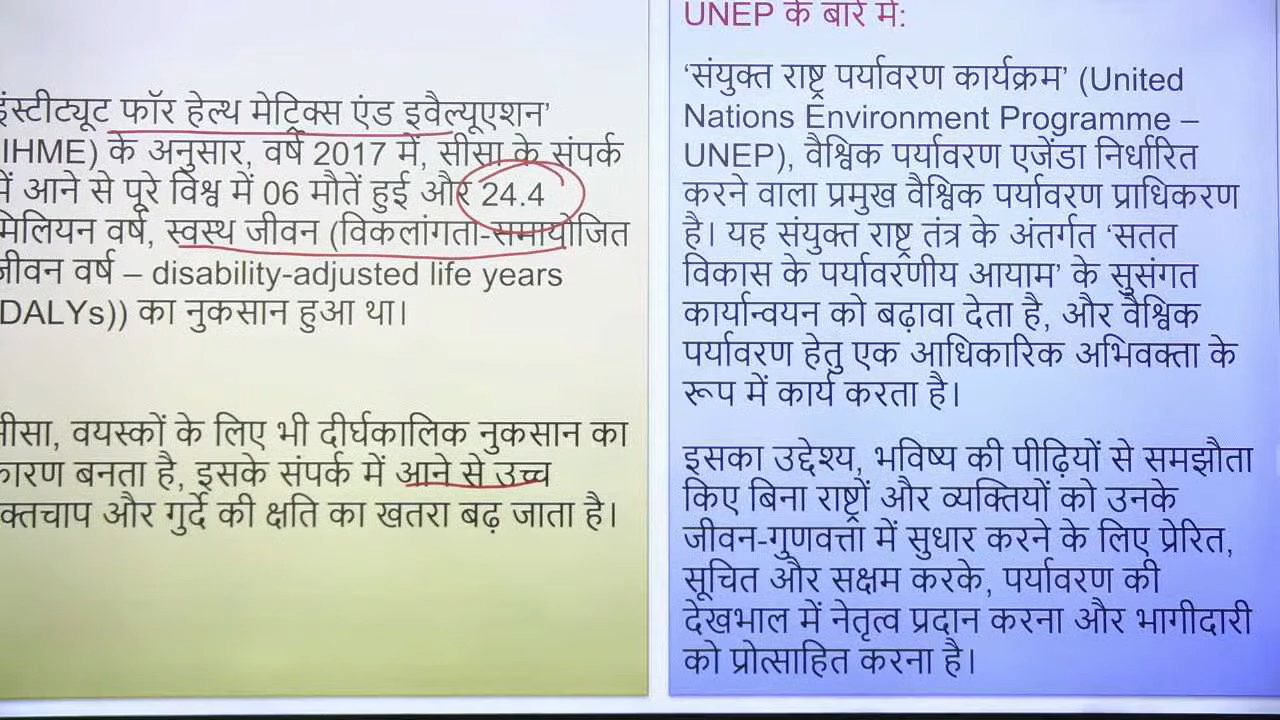 इंस्टीट्यूट फॉर हेल्थ मेट्रिक्स एंड इवैल्यूएशन’
IHME) के अनुसार, वर्ष 2017 में, सीसा के संपर्क
में आने से पूरे विश्व में 06 मौतें हुई और 24.4
मिलियन वर्ष, स्वस्थ जीवन (विकलांगता-समायोजित
जीवन वर्ष – disability-adjusted life years
DALYs)) का नुकसान हुआ था।
सीसा, वयस्कों के लिए भी दीर्घकालिक नुकसान का
कारण बनता है, इसके संपर्क में आने से उच्च
क्तचाप और गुर्दे की क्षति का खतरा बढ़ जाता है।
UNEP के बारे में:
‘संयुक्त राष्ट्र पर्यावरण कार्यक्रम’ (United
Nations Environment Programme –
UNEP), वैश्विक पर्यावरण एजेंडा निर्धारित
करने वाला प्रमुख वैश्विक पर्यावरण प्राधिकरण
है। यह संयुक्त राष्ट्र तंत्र के अंतर्गत ‘सतत
विकास के पर्यावरणीय आयाम’ के सुसंगत
कार्यान्वयन को बढ़ावा देता है, और वैश्विक
पर्यावरण हेतु एक आधिकारिक अभिवक्ता के
रूप में कार्य करता है।
इसका उद्देश्य, भविष्य की पीढ़ियों से समझौता
किए बिना राष्ट्रों और व्यक्तियों को उनके
जीवन-गुणवत्ता में सुधार करने के लिए प्रेरित,
सूचित और सक्षम करके, पर्यावरण की
देखभाल में नेतृत्व प्रदान करना और भागीदारी
को प्रोत्साहित करना है।